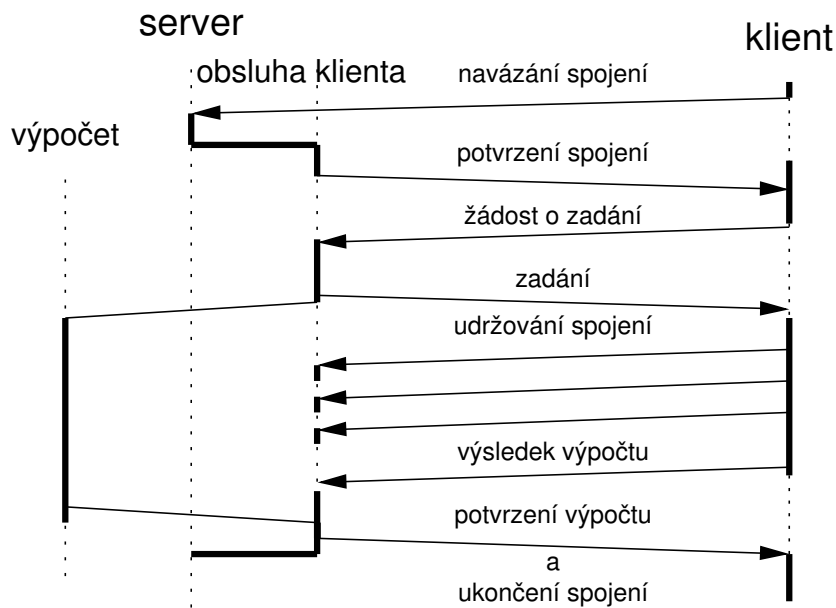 server
klient
obsluha klienta
navázání spojení
výpočet
potvrzení spojení
žádost o zadání
zadání
udržování spojení
výsledek výpočtu
potvrzení výpočtu
a
ukončení spojení